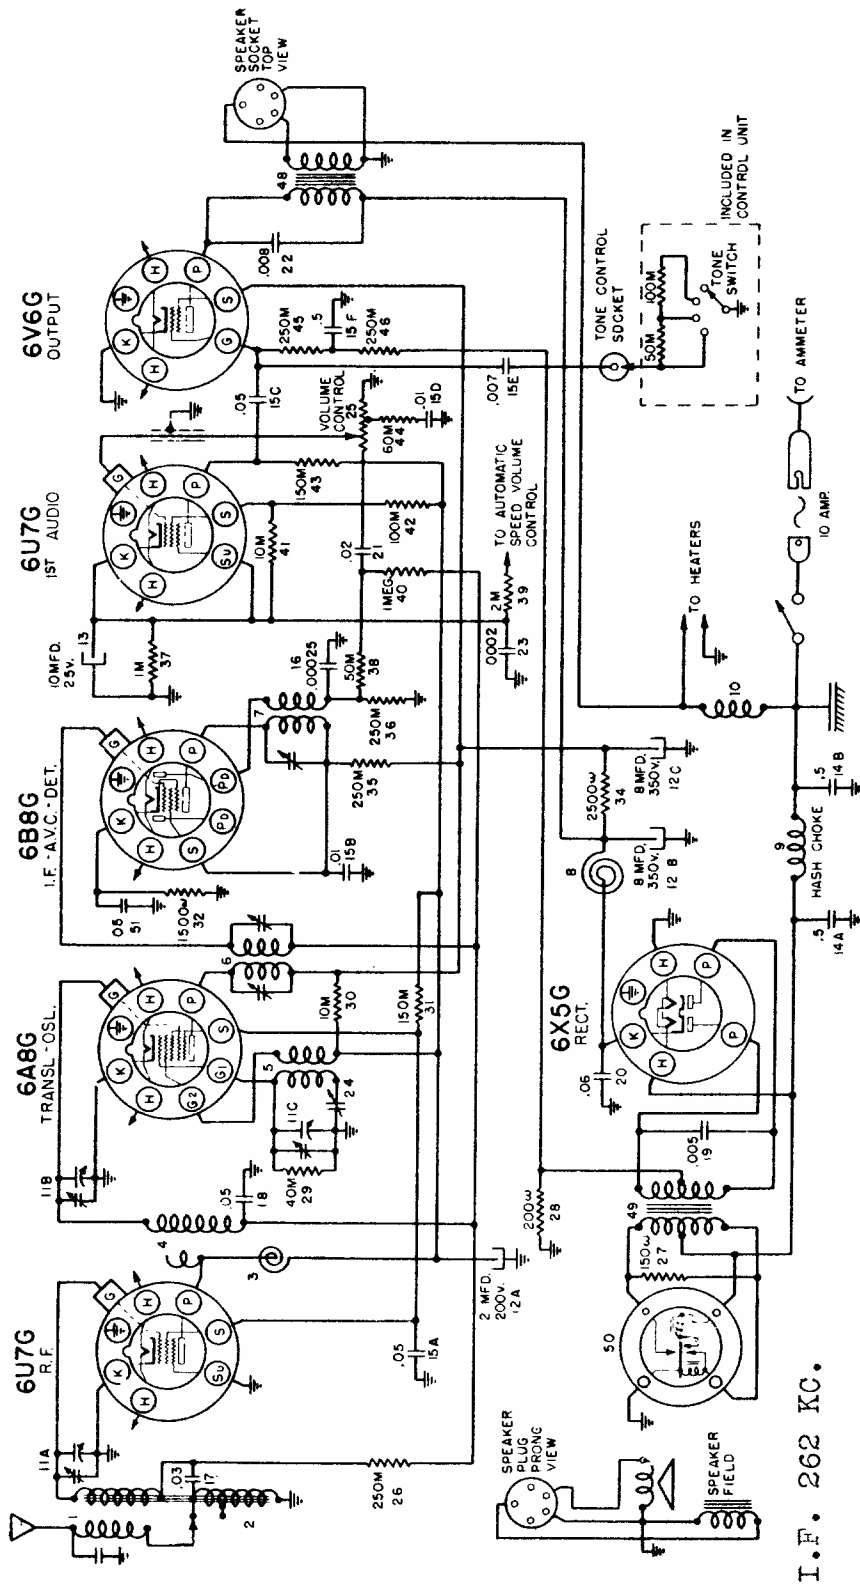 6U7G
R.F.
6A8G
TRANSL-OSL.
6B8G
I.F.-A.V.C.-DET.
6U7G
1ST AUDIO
6V6G
OUTPUT
SPEAKER
SOCKET
TOP
VIEW
11A
G
H
P
S
SU
K
H
11B
G
H
P
S
G1
G2
K
H
G
H
P
PD
PD
S
K
H
G
H
P
S
SU
K
H
H
P
S
G
K
H
1
2
.03
17
250M
26
4
3
.05
18
.05
15A
2 MFD.
200V.
12A
40M
29
11C
24
5
10M
30
6
150M
31
.05
51
1500ω
32
.01
15B
250M
35
7
16
.00025
50M
38
250M
36
10MFD.
25V.
13
1M
37
10M
41
.02
21
1MEG
40
100M
42
150M
43
.05
15C
VOLUME
CONTROL
25
60M
44
.01
15D
250M
45
.5
15F
250M
46
.008
22
48
.0002
23
2M
39
TO AUTOMATIC
SPEED VOLUME
CONTROL
.007
15E
TONE CONTROL
SOCKET
50M
100M
TONE
SWITCH
INCLUDED IN
CONTROL UNIT
200ω
28
8
2500ω
34
8 MFD.
350V.
12 B
8 MFD.
350V.
12C
TO HEATERS
10
10 AMP.
TO AMMETER
6X5G
RECT.
K
H
P
P
H
.06
20
.005
19
49
150ω
27
50
.5
14A
9
HASH CHOKE
.5
14B
SPEAKER
PLUG
PRONG
VIEW
SPEAKER
FIELD
I.F. 262 KC.